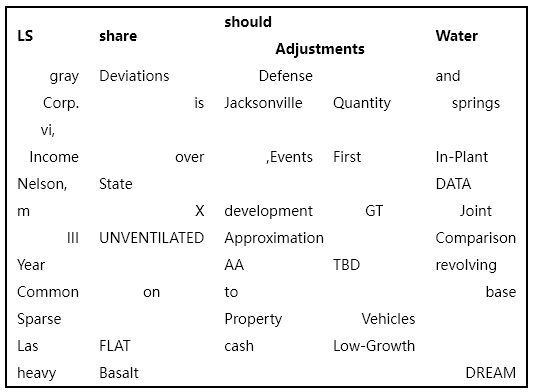 LS share should Adjustments Water
gray Deviations Defense and
Corp. is Jacksonville Quantity springs
vi,
Income over ,Events First In-Plant
Nelson, State DATA
m X development GT Joint
III UNVENTILATED Approximation Comparison
Year AA TBD revolving
Common on to base
Sparse Property Vehicles
Las FLAT cash Low-Growth
heavy Basalt DREAM